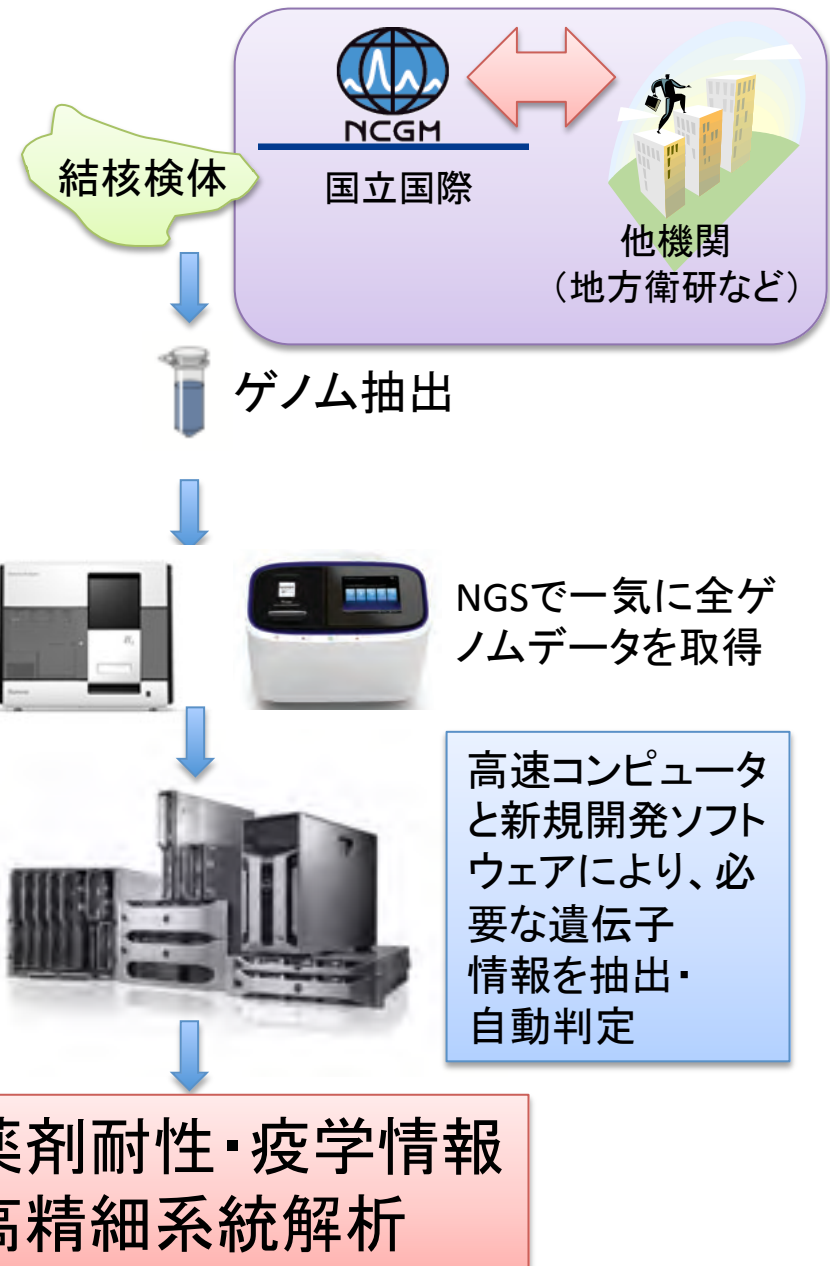 NCGM
結核検体
国立国際
他機関
（地方衛研など）
ゲノム抽出
NGSで一気に全ゲ
ノムデータを取得
高速コンピュータ
と新規開発ソフト
ウェアにより、必
要な遺伝子
情報を抽出・
自動判定
薬剤耐性・疫学情報
高精細系統解析